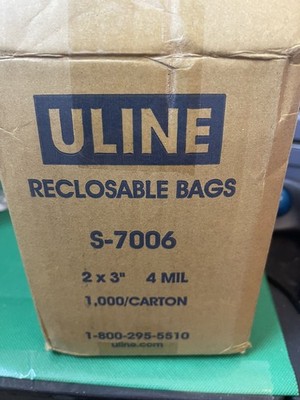 ULINE
RECLOSABLE BAGS
S-7006
2 x 3" 4 MIL
1,000/CARTON
1-800-295-5510
uline.com